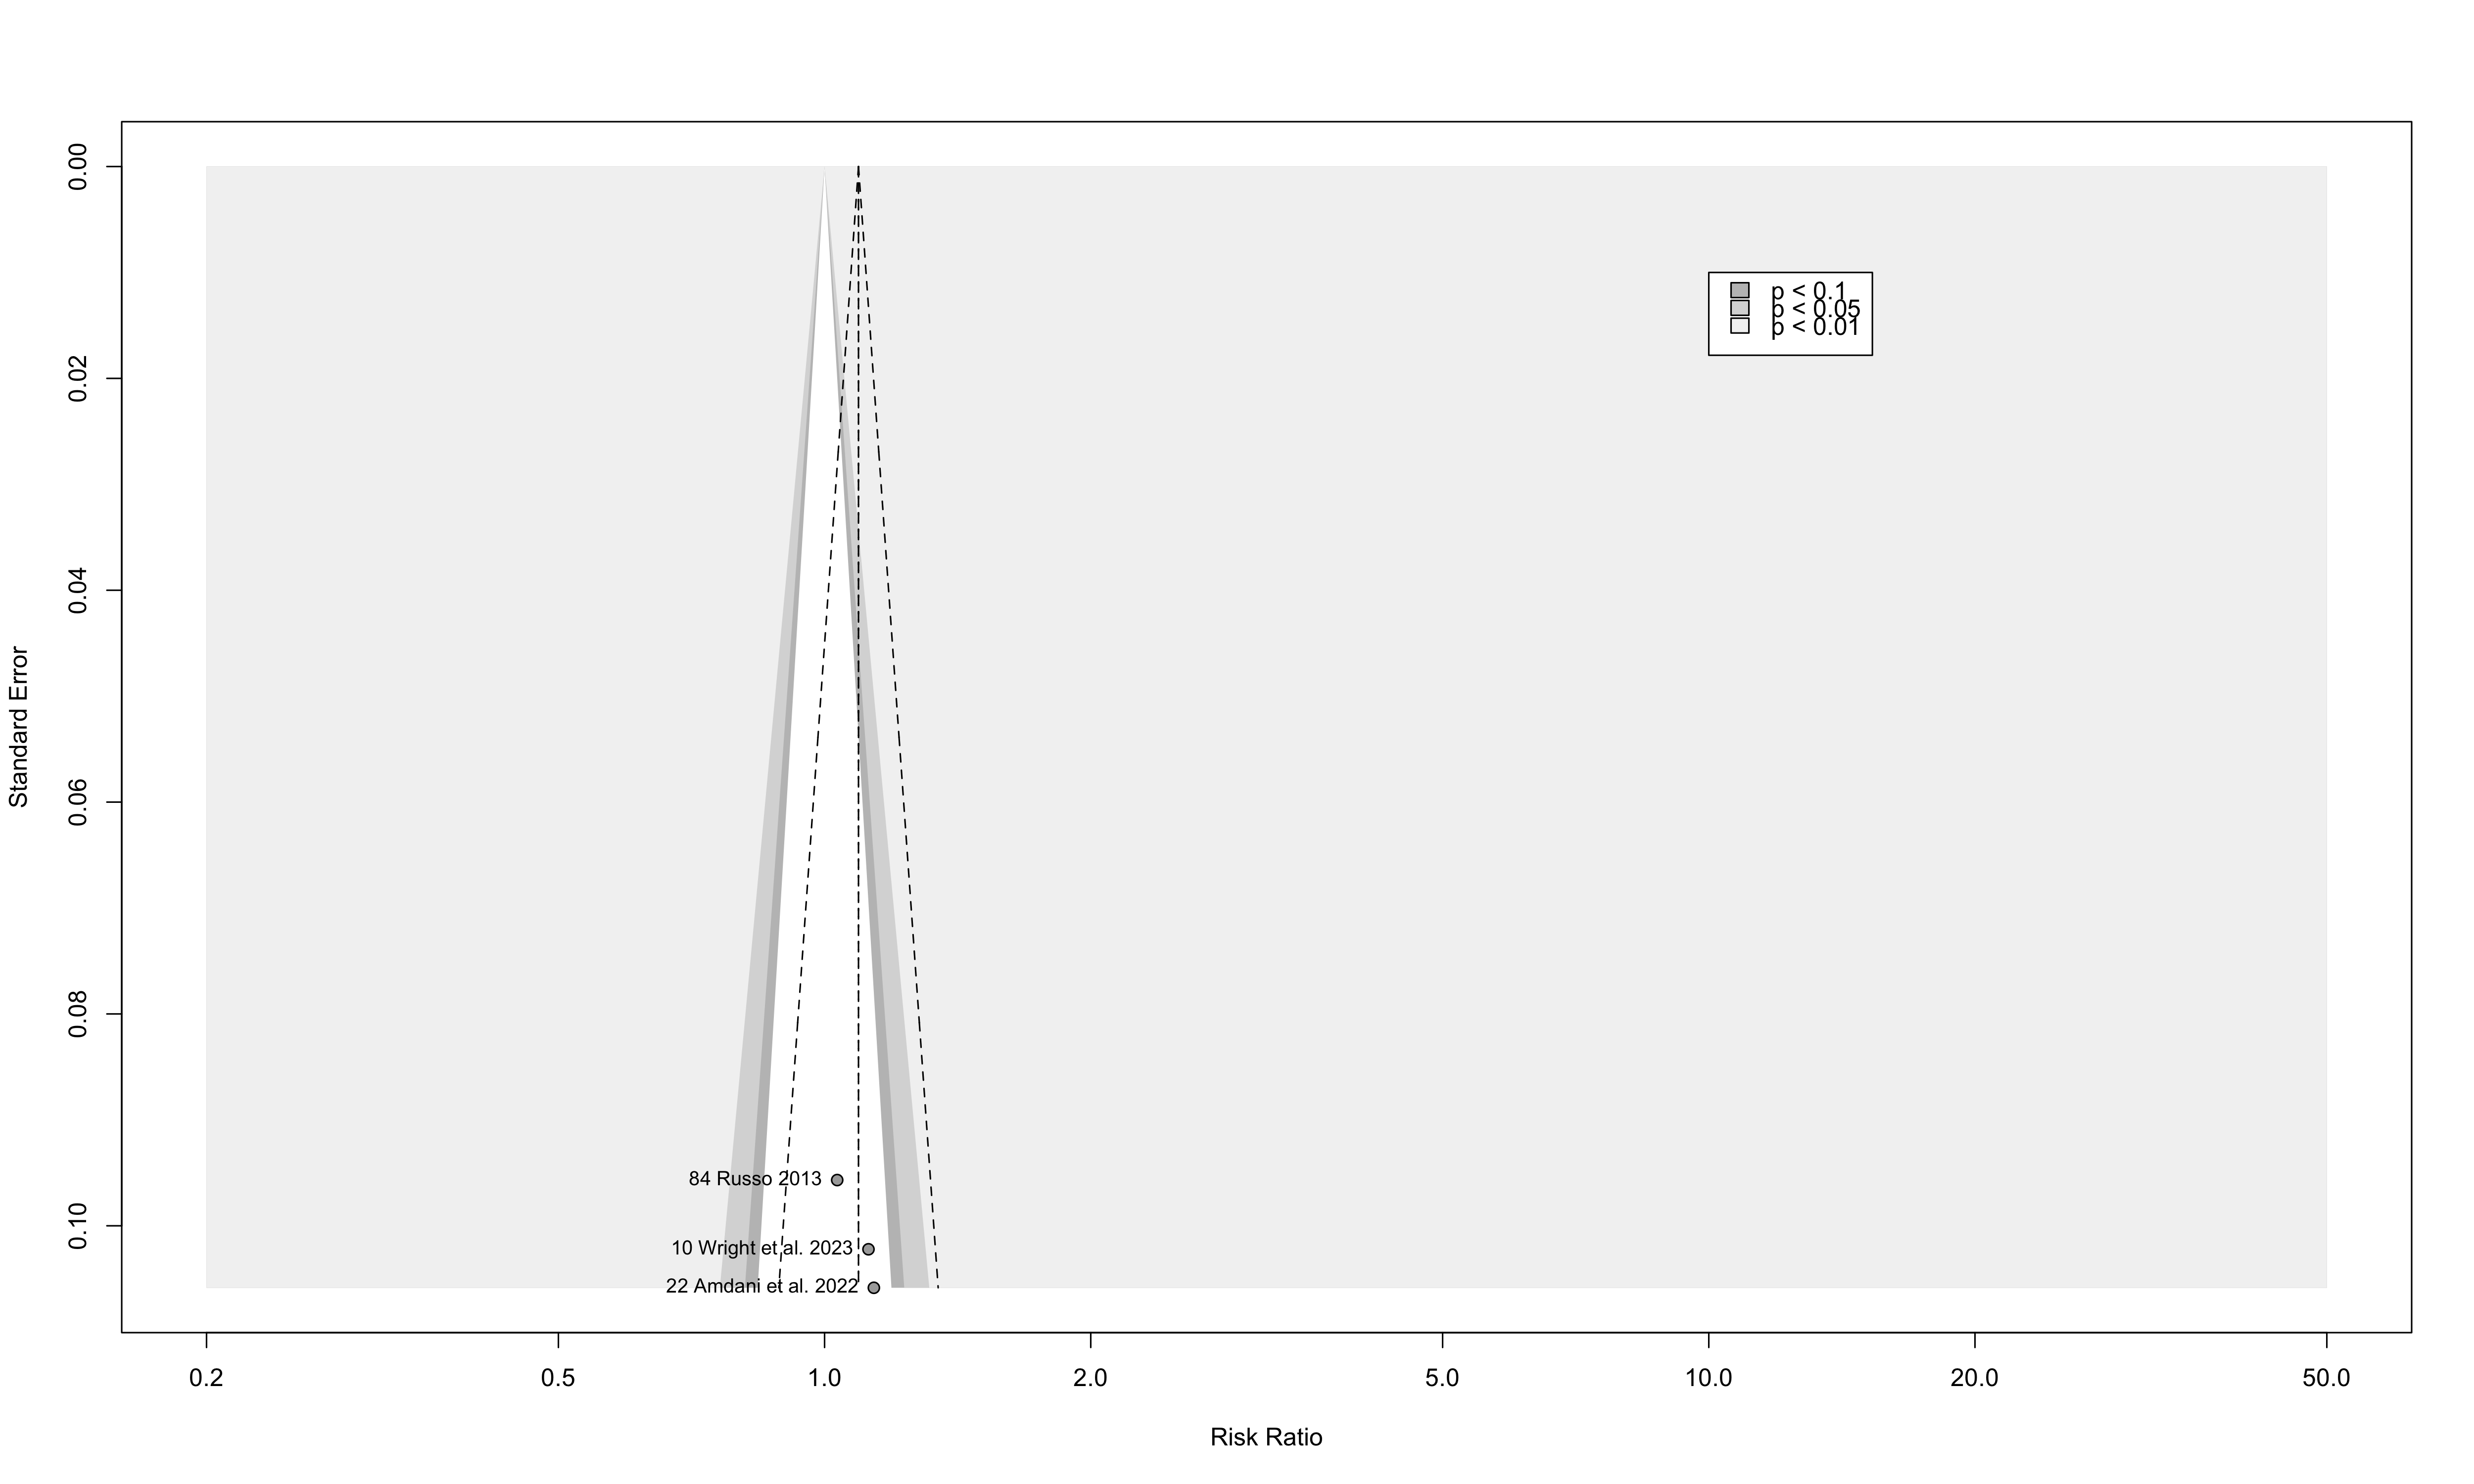 0.00
0.02
0.04
0.06
0.08
0.10
Standard Error
p < 0.1
p < 0.05
p < 0.01
84 Russo 2013
10 Wright et al. 2023
22 Amdani et al. 2022
0.2 0.5 1.0 2.0 5.0 10.0 20.0 50.0
Risk Ratio